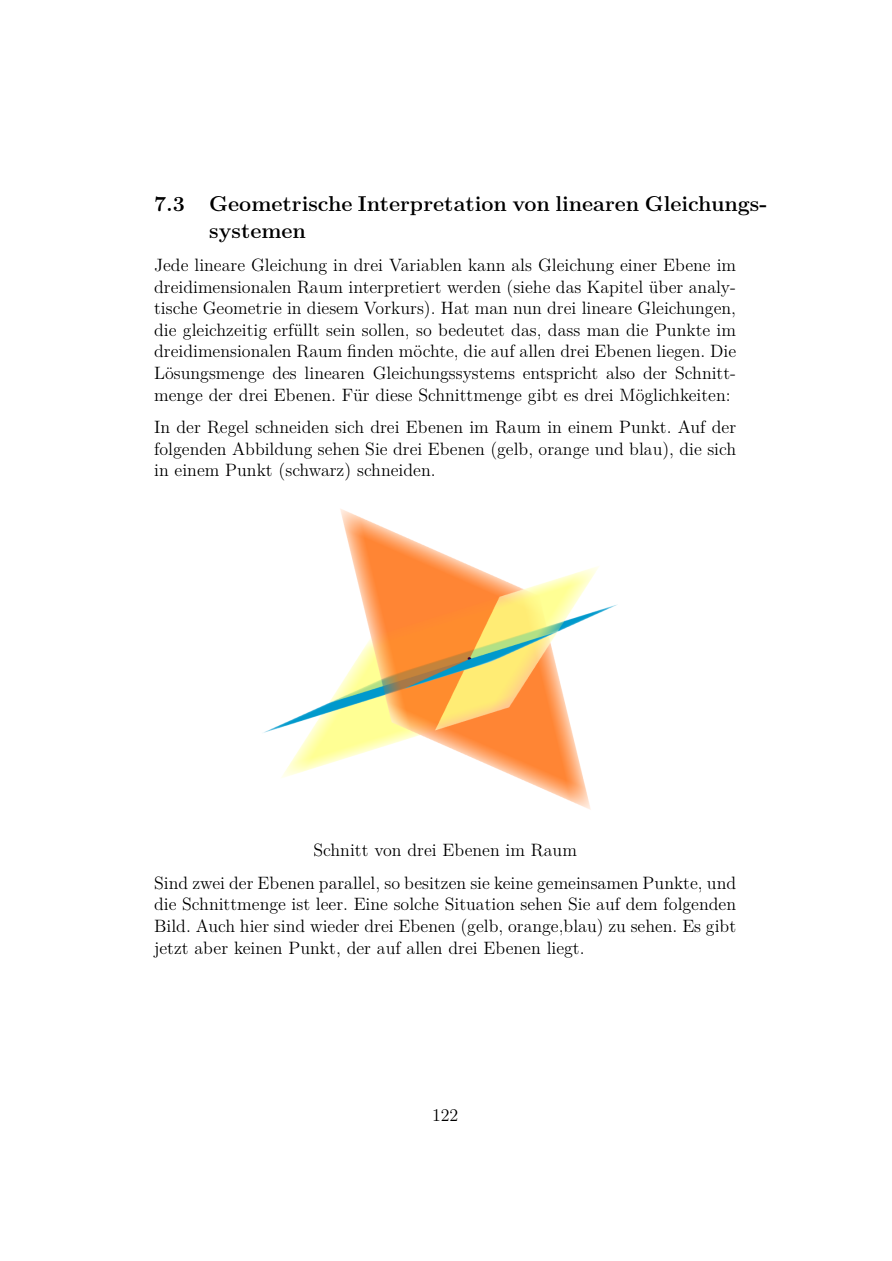 7.3 Geometrische Interpretation von linearen Gleichungs-
systemen
Jede lineare Gleichung in drei Variablen kann als Gleichung einer Ebene im
dreidimensionalen Raum interpretiert werden (siehe das Kapitel über analy-
tische Geometrie in diesem Vorkurs). Hat man nun drei lineare Gleichungen,
die gleichzeitig erfüllt sein sollen, so bedeutet das, dass man die Punkte im
dreidimensionalen Raum finden möchte, die auf allen drei Ebenen liegen. Die
Lösungsmenge des linearen Gleichungssystems entspricht also der Schnitt-
menge der drei Ebenen. Für diese Schnittmenge gibt es drei Möglichkeiten:
In der Regel schneiden sich drei Ebenen im Raum in einem Punkt. Auf der
folgenden Abbildung sehen Sie drei Ebenen (gelb, orange und blau), die sich
in einem Punkt (schwarz) schneiden.
Schnitt von drei Ebenen im Raum
Sind zwei der Ebenen parallel, so besitzen sie keine gemeinsamen Punkte, und
die Schnittmenge ist leer. Eine solche Situation sehen Sie auf dem folgenden
Bild. Auch hier sind wieder drei Ebenen (gelb, orange,blau) zu sehen. Es gibt
jetzt aber keinen Punkt, der auf allen drei Ebenen liegt.
122